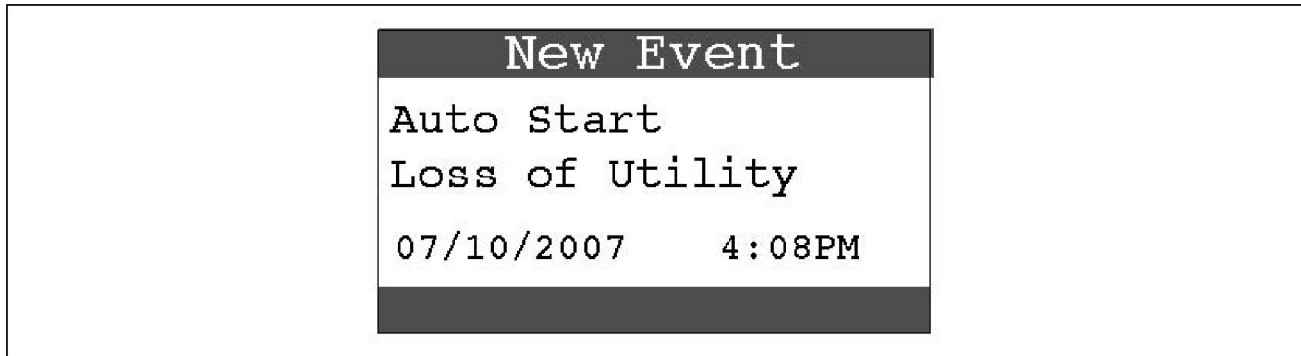 New Event
Auto Start
Loss of Utility
07/10/2007 4:08PM